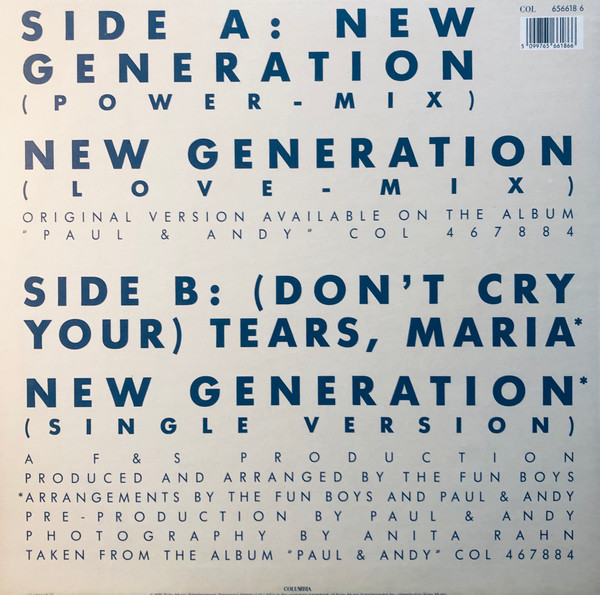 COL 656618 6
5 099765 661866
SIDE A: NEW
GENERATION
(POWER-MIX)
NEW GENERATION
(LOVE-MIX)
ORIGINAL VERSION AVAILABLE ON THE ALBUM
"PAUL & ANDY" COL 467884
SIDE B: (DON'T CRY
YOUR) TEARS, MARIA*
NEW GENERATION*
(SINGLE VERSION)
A F&S PRODUCTION
PRODUCED AND ARRANGED BY THE FUN BOYS
*ARRANGEMENTS BY THE FUN BOYS AND PAUL & ANDY
PRE-PRODUCTION BY PAUL & ANDY
PHOTOGRAPHY BY ANITA RAHN
TAKEN FROM THE ALBUM "PAUL & ANDY" COL 467884
COLUMBIA